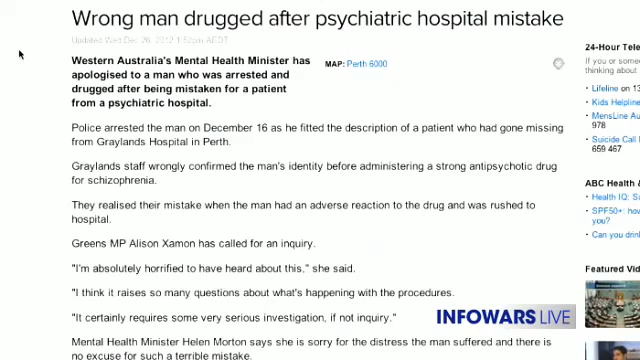 Wrong man drugged after psychiatric hospital mistake
Updated Wed Dec 26, 2012 1:52pm AEDT
Western Australia's Mental Health Minister has
apologised to a man who was arrested and
drugged after being mistaken for a patient
from a psychiatric hospital.
MAP: Perth 6000
Police arrested the man on December 16 as he fitted the description of a patient who had gone missing
from Graylands Hospital in Perth.
Graylands staff wrongly confirmed the man's identity before administering a strong antipsychotic drug
for schizophrenia.
They realised their mistake when the man had an adverse reaction to the drug and was rushed to
hospital.
Greens MP Alison Xamon has called for an inquiry.
"I'm absolutely horrified to have heard about this," she said.
"I think it raises so many questions about what's happening with the procedures.
"It certainly requires some very serious investigation, if not inquiry."
Mental Health Minister Helen Morton says she is sorry for the distress the man suffered and there is
no excuse for such a terrible mistake.
24-Hour Tele
If you or some
thinking about
Lifeline on 13
Kids Helpline
MensLine Au
978
Suicide Call
659 467
ABC Health &
Health IQ: S
SPF50+: how
you?
Can you drin
Featured Vid
INFOWARS LIVE